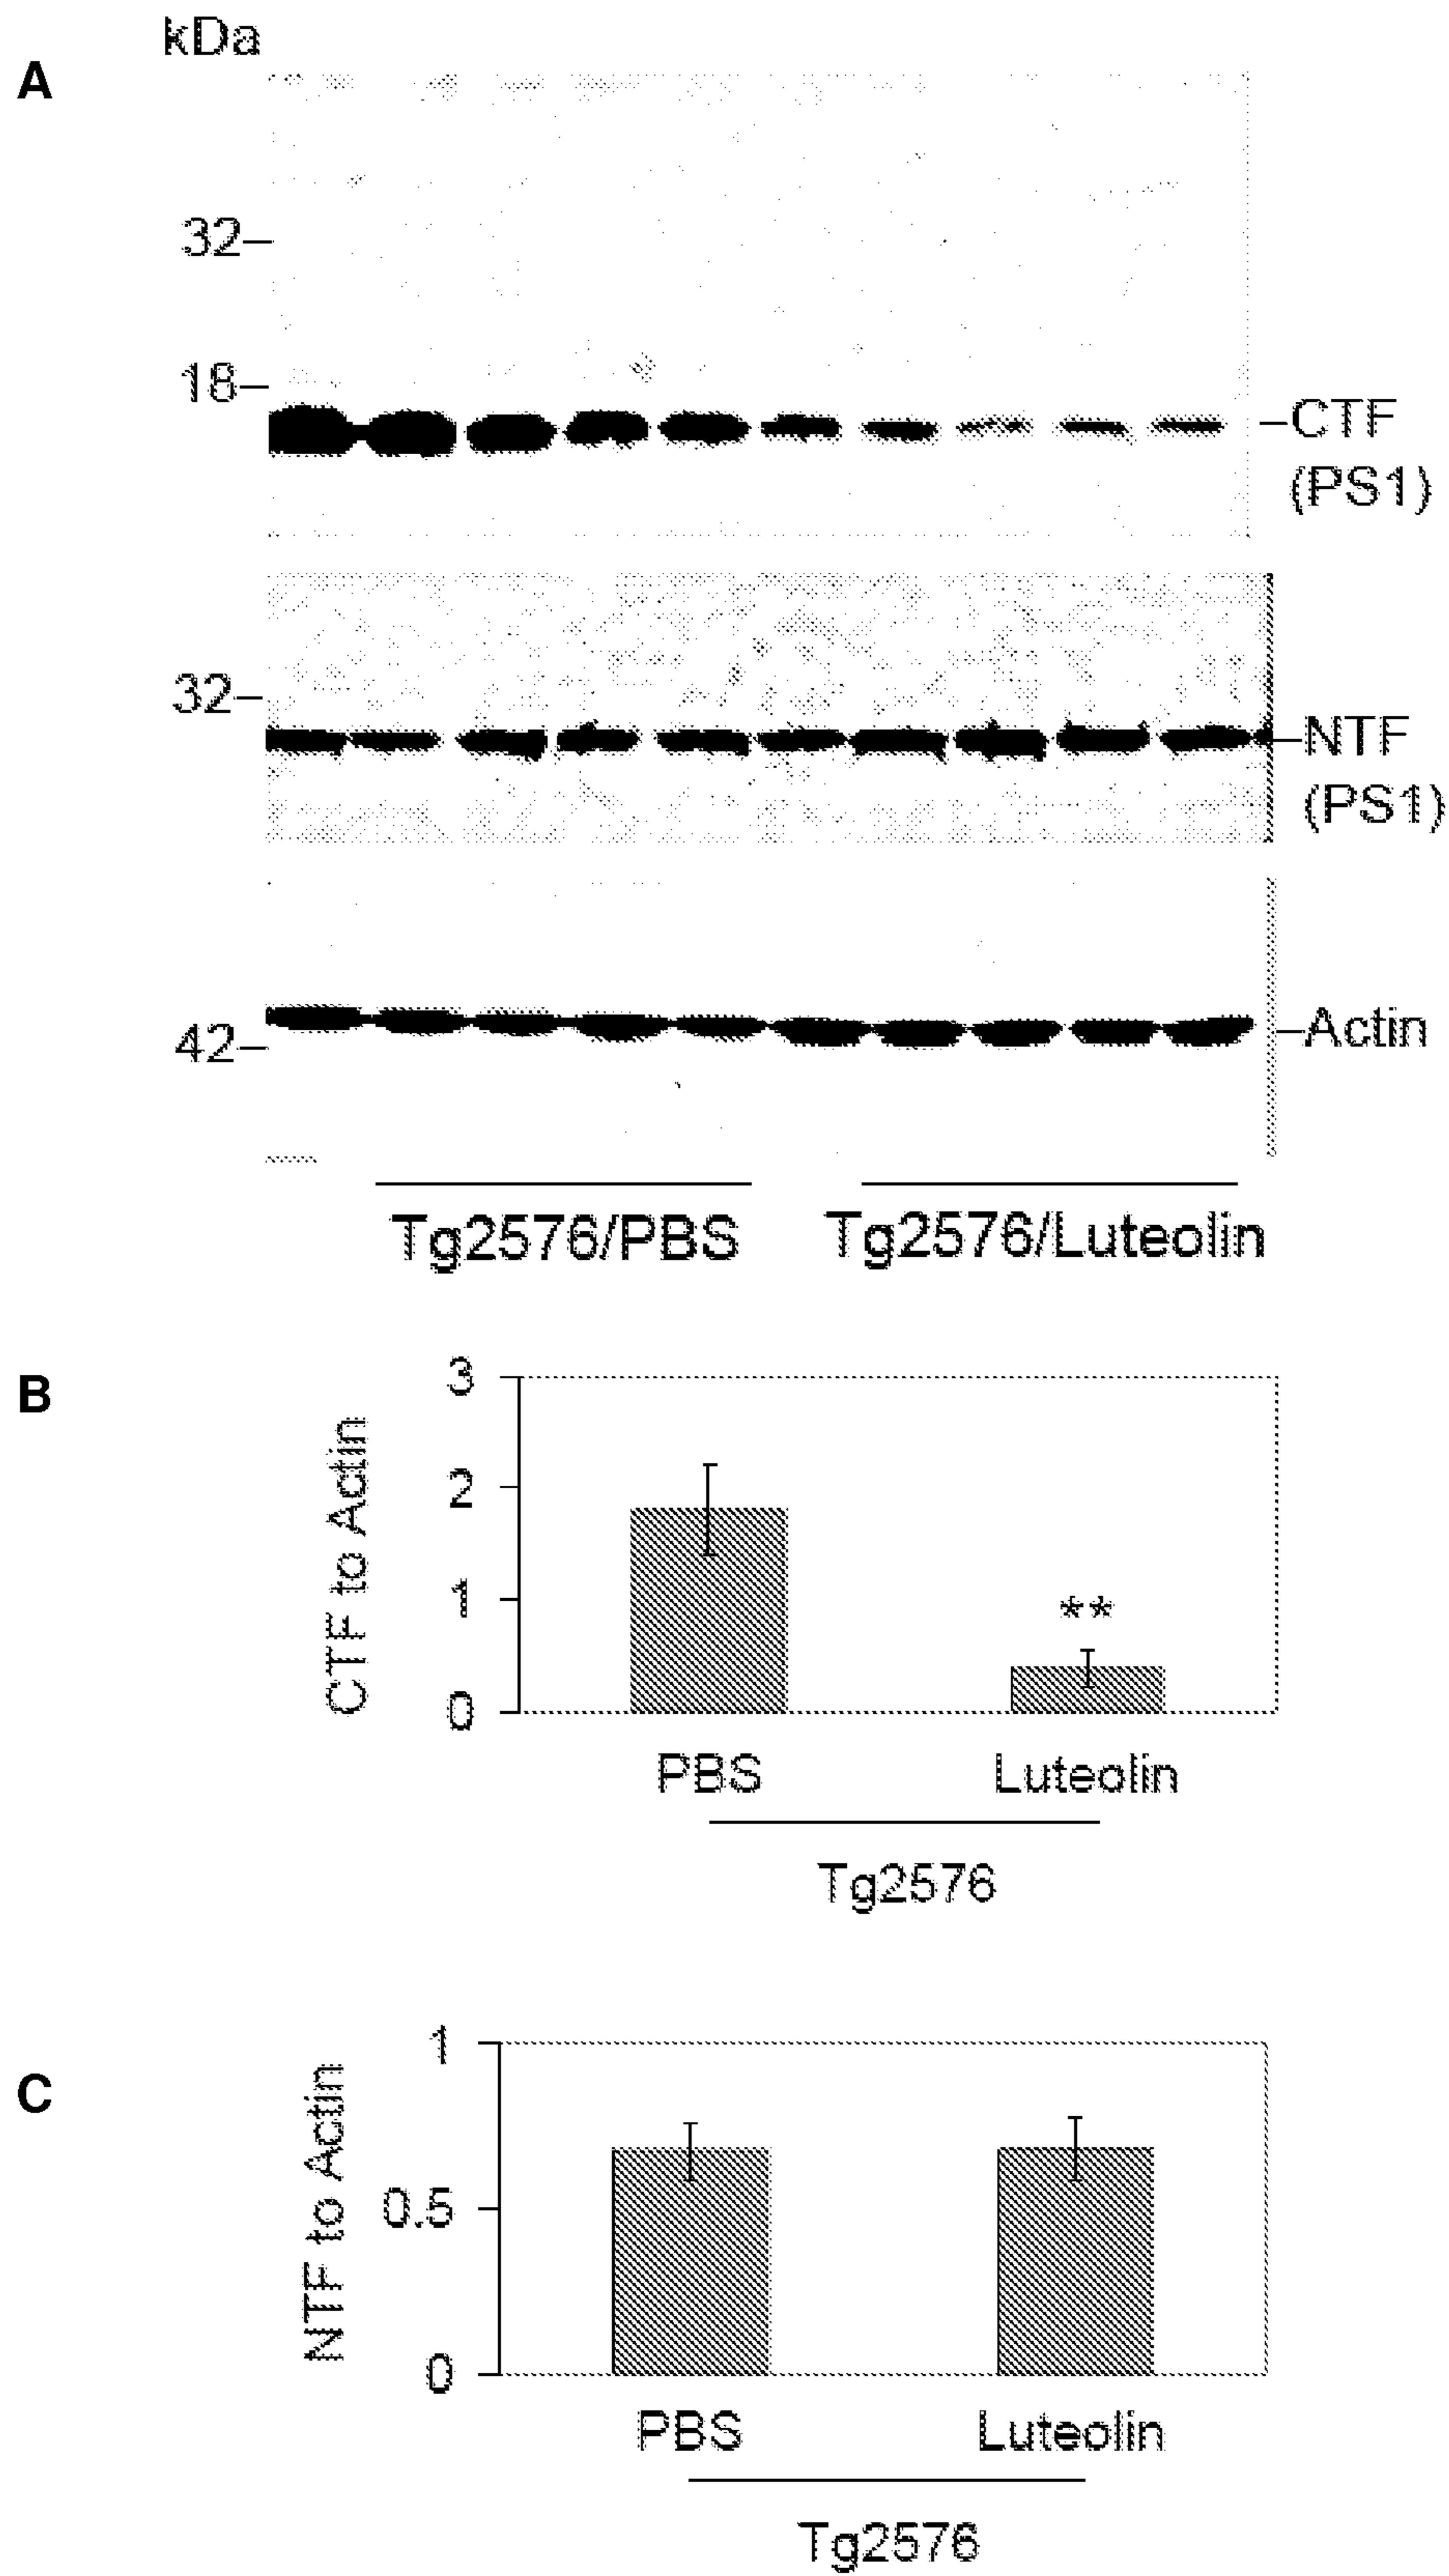 A
kDa
32
18
CTF
(PS1)
32
NTF
(PS1)
42
Actin
Tg2576/PBS Tg2576/Luteolin
B
3
2
1
0
CTF to Actin
**
PBS Luteolin
Tg2576
C
1
0.5
0
NTF to Actin
PBS Luteolin
Tg2576